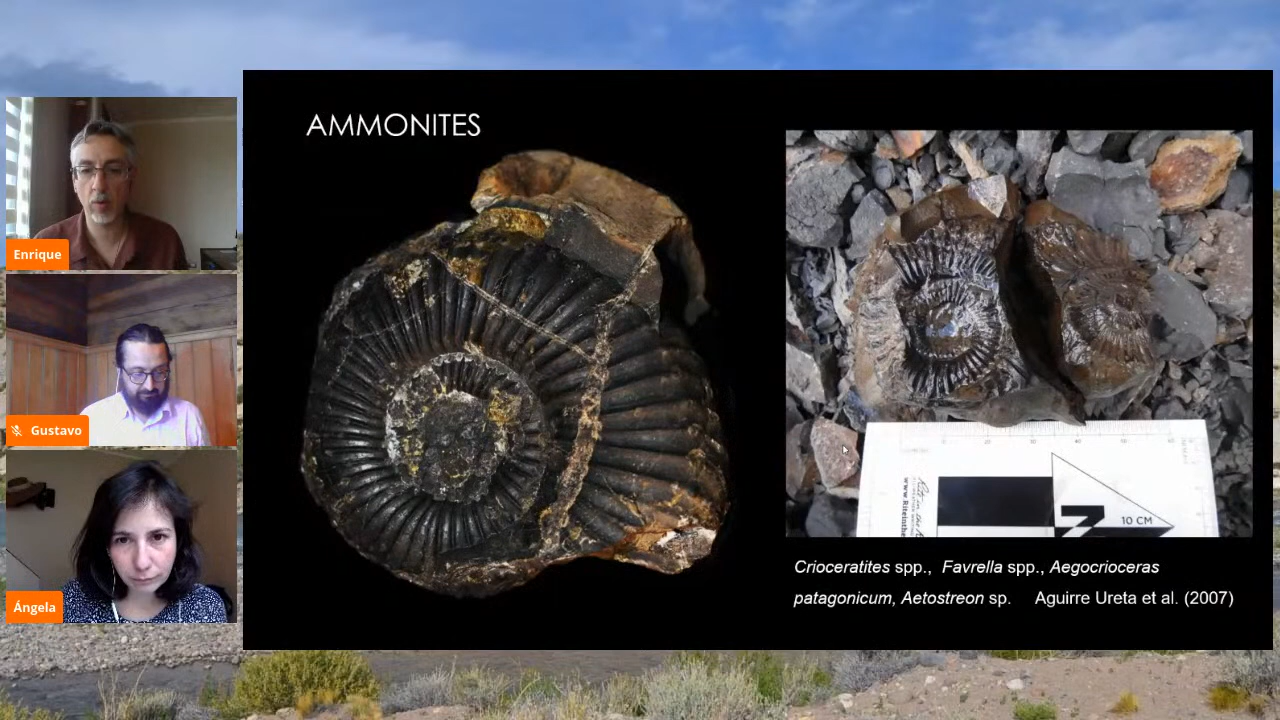 AMMONITES
Enrique
Gustavo
Ángela
10 CM
Crioceratites spp., Favrella spp., Aegocrioceras
patagonicum, Aetostreon sp. Aguirre Ureta et al. (2007)